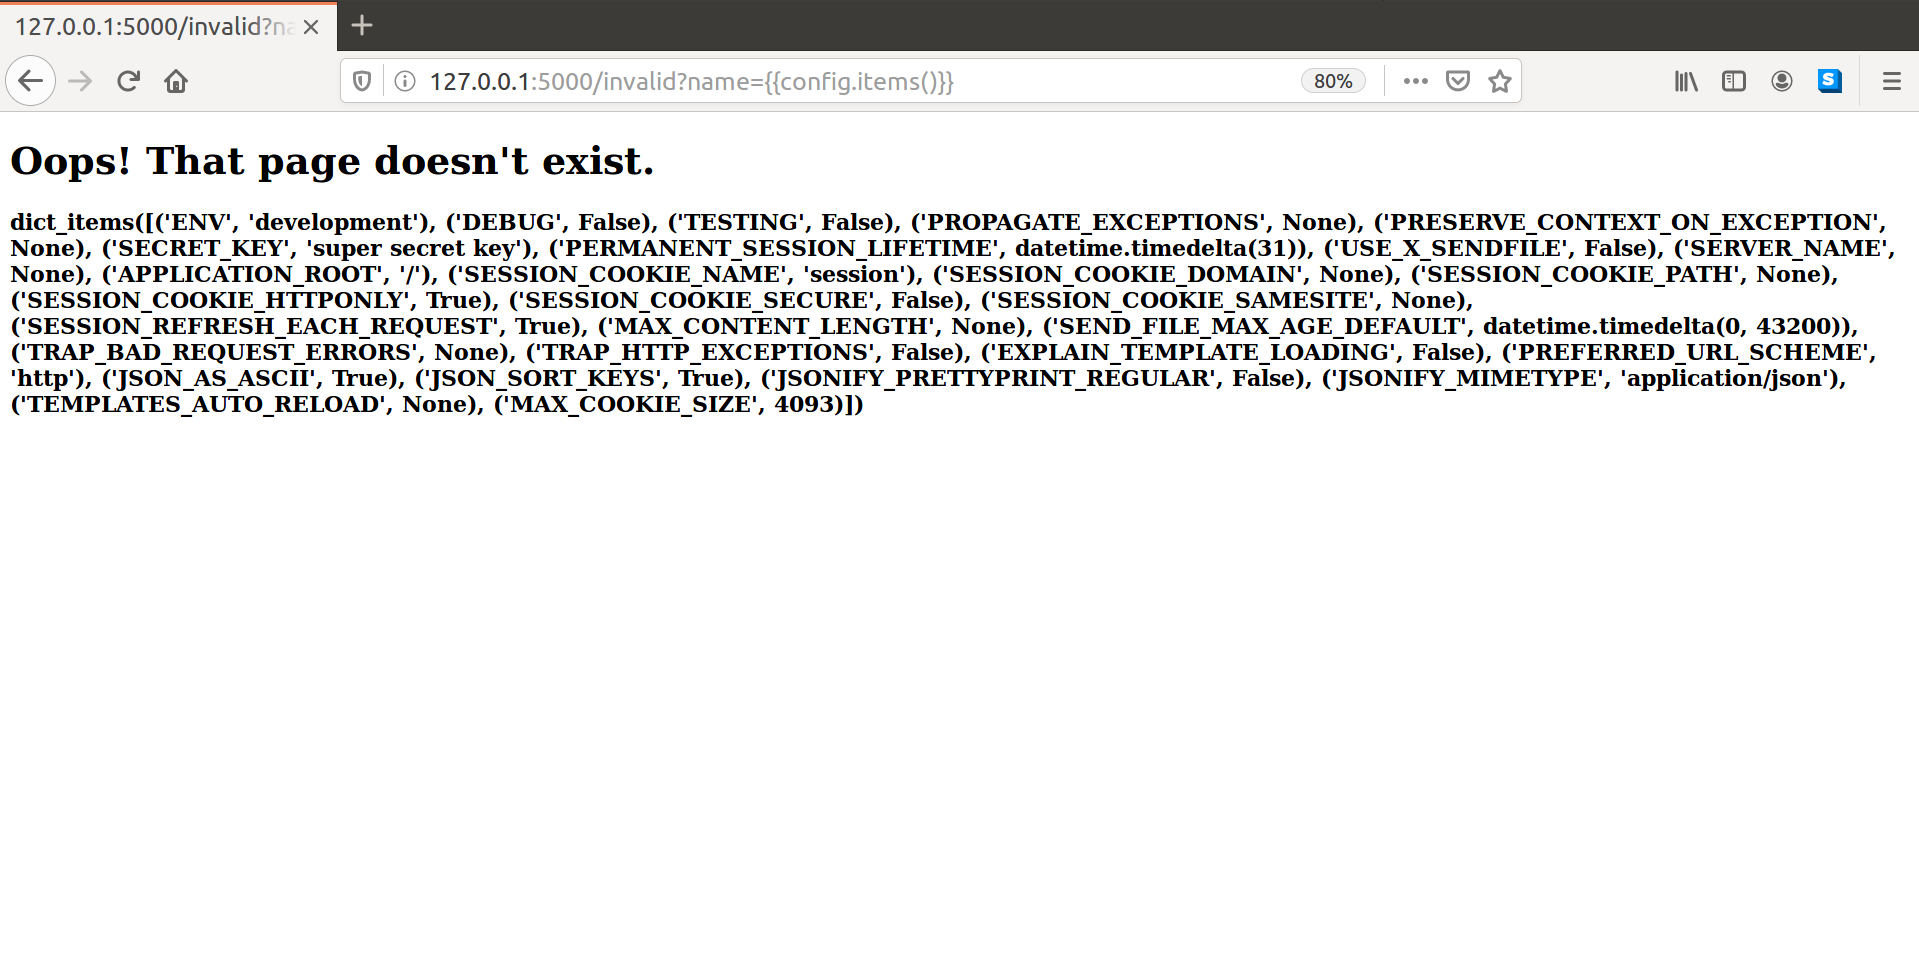 127.0.0.1:5000/invalid?na
127.0.0.1:5000/invalid?name={{config.items()}}
80%
S
Oops! That page doesn't exist.
dict_items([('ENV', 'development'), ('DEBUG', False), ('TESTING', False), ('PROPAGATE_EXCEPTIONS', None), ('PRESERVE_CONTEXT_ON_EXCEPTION',
None), ('SECRET_KEY', 'super secret key'), ('PERMANENT_SESSION_LIFETIME', datetime.timedelta(31)), ('USE_X_SENDFILE', False), ('SERVER_NAME',
None), ('APPLICATION_ROOT', '/'), ('SESSION_COOKIE_NAME', 'session'), ('SESSION_COOKIE_DOMAIN', None), ('SESSION_COOKIE_PATH', None),
('SESSION_COOKIE_HTTPONLY', True), ('SESSION_COOKIE_SECURE', False), ('SESSION_COOKIE_SAMESITE', None),
('SESSION_REFRESH_EACH_REQUEST', True), ('MAX_CONTENT_LENGTH', None), ('SEND_FILE_MAX_AGE_DEFAULT', datetime.timedelta(0, 43200)),
('TRAP_BAD_REQUEST_ERRORS', None), ('TRAP_HTTP_EXCEPTIONS', False), ('EXPLAIN_TEMPLATE_LOADING', False), ('PREFERRED_URL_SCHEME',
'http'), ('JSON_AS_ASCII', True), ('JSON_SORT_KEYS', True), ('JSONIFY_PRETTYPRINT_REGULAR', False), ('JSONIFY_MIMETYPE', 'application/json'),
('TEMPLATES_AUTO_RELOAD', None), ('MAX_COOKIE_SIZE', 4093)])